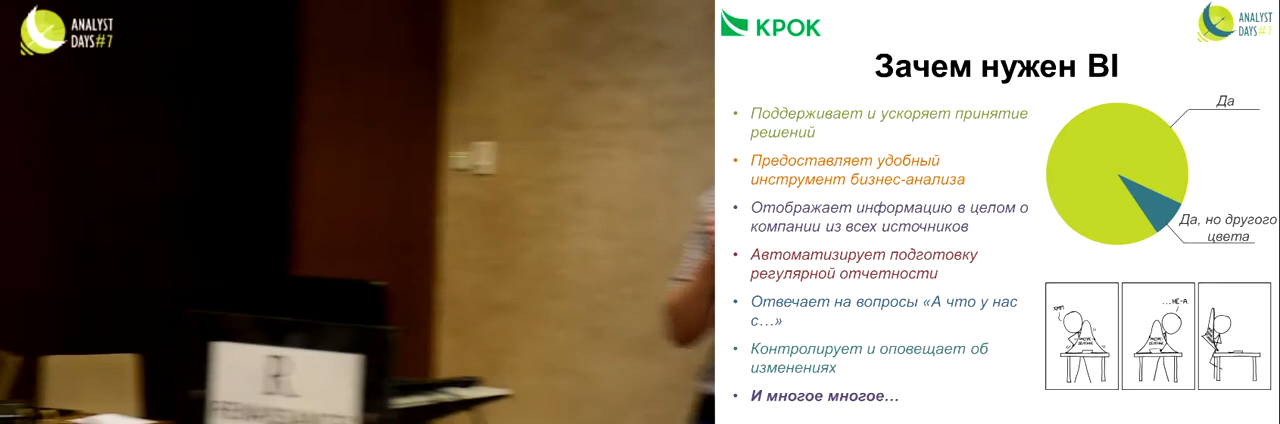 ANALYST
DAYS#7
КРОК
ANALYST
DAYS#7
Зачем нужен BI
• Поддерживает и ускоряет принятие
решений
• Предоставляет удобный
инструмент бизнес-анализа
• Отображает информацию в целом о
компании из всех источников
• Автоматизирует подготовку
регулярной отчетности
• Отвечает на вопросы «А что у нас
с…»
• Контролирует и оповещает об
изменениях
• И многое многое…
Да
Да, но другого
цвета
ХММ
...НЕ-А.